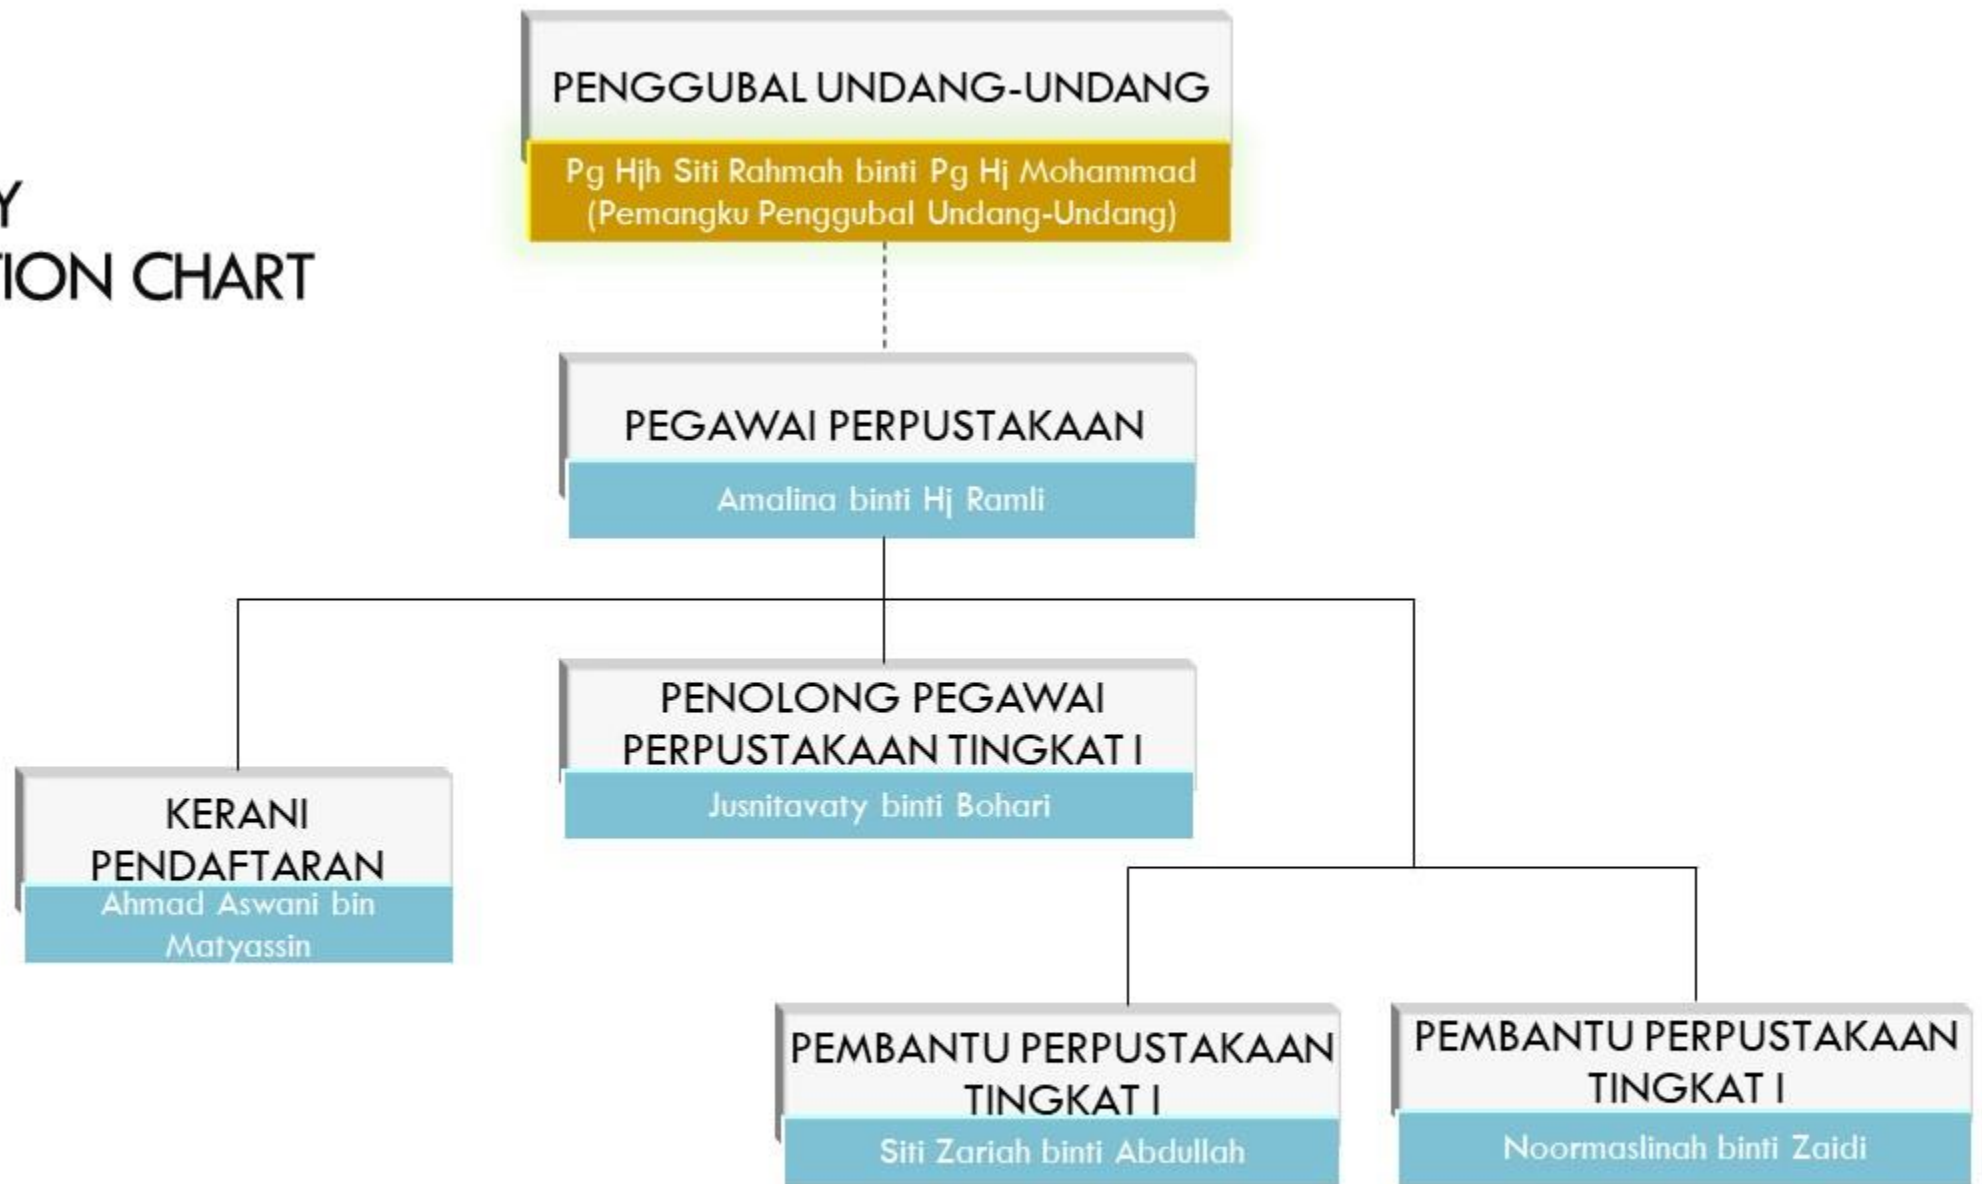 PENGGUBAL UNDANG-UNDANG
Pg Hjh Siti Rahmah binti Pg Hj Mohammad
(Pemangku Penggubal Undang-Undang)
CHART
PEGAWAI PERPUSTAKAAN
Amalina binti Hj Ramli
PENOLONG PEGAWAI
PERPUSTAKAAN TINGKAT I
Jusnitavaty binti Bohari
KERANI
PENDAFTARAN
Ahmad Aswani bin
Matyassin
PEMBANTU PERPUSTAKAAN
TINGKAT I
Siti Zariah binti Abdullah
PEMBANTU PERPUSTAKAAN
TINGKAT I
Noormaslinah binti Zaidi